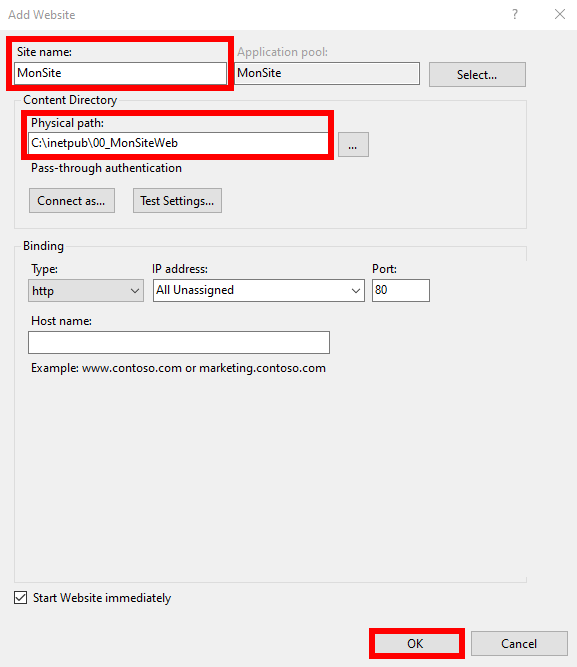 Add Website
?
Site name:
Application pool:
MonSite
MonSite
Select...
Content Directory
Physical path:
C:\inetpub\00_MonSiteWeb
...
Pass-through authentication
Connect as...
Test Settings...
Binding
Type:
IP address:
Port:
http
All Unassigned
80
Host name:
Example: www.contoso.com or marketing.contoso.com
Start Website immediately
OK
Cancel